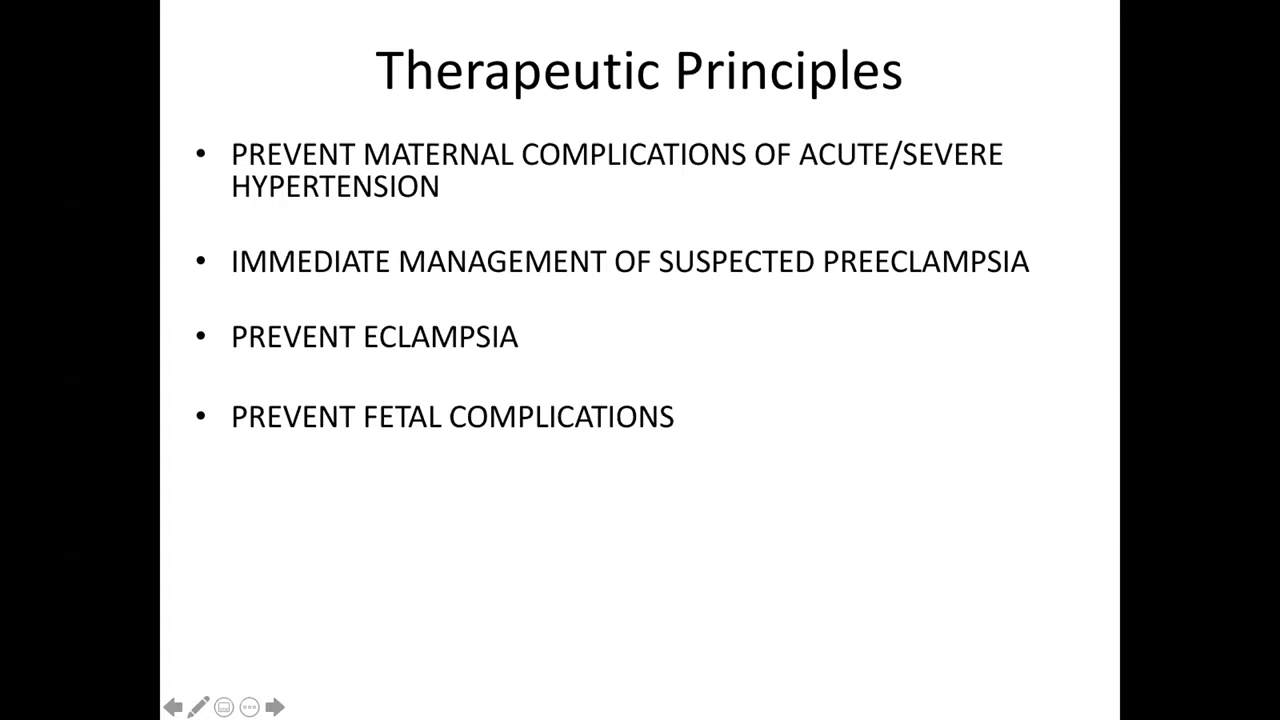 Therapeutic Principles
• PREVENT MATERNAL COMPLICATIONS OF ACUTE/SEVERE
HYPERTENSION
• IMMEDIATE MANAGEMENT OF SUSPECTED PREECLAMPSIA
• PREVENT ECLAMPSIA
• PREVENT FETAL COMPLICATIONS